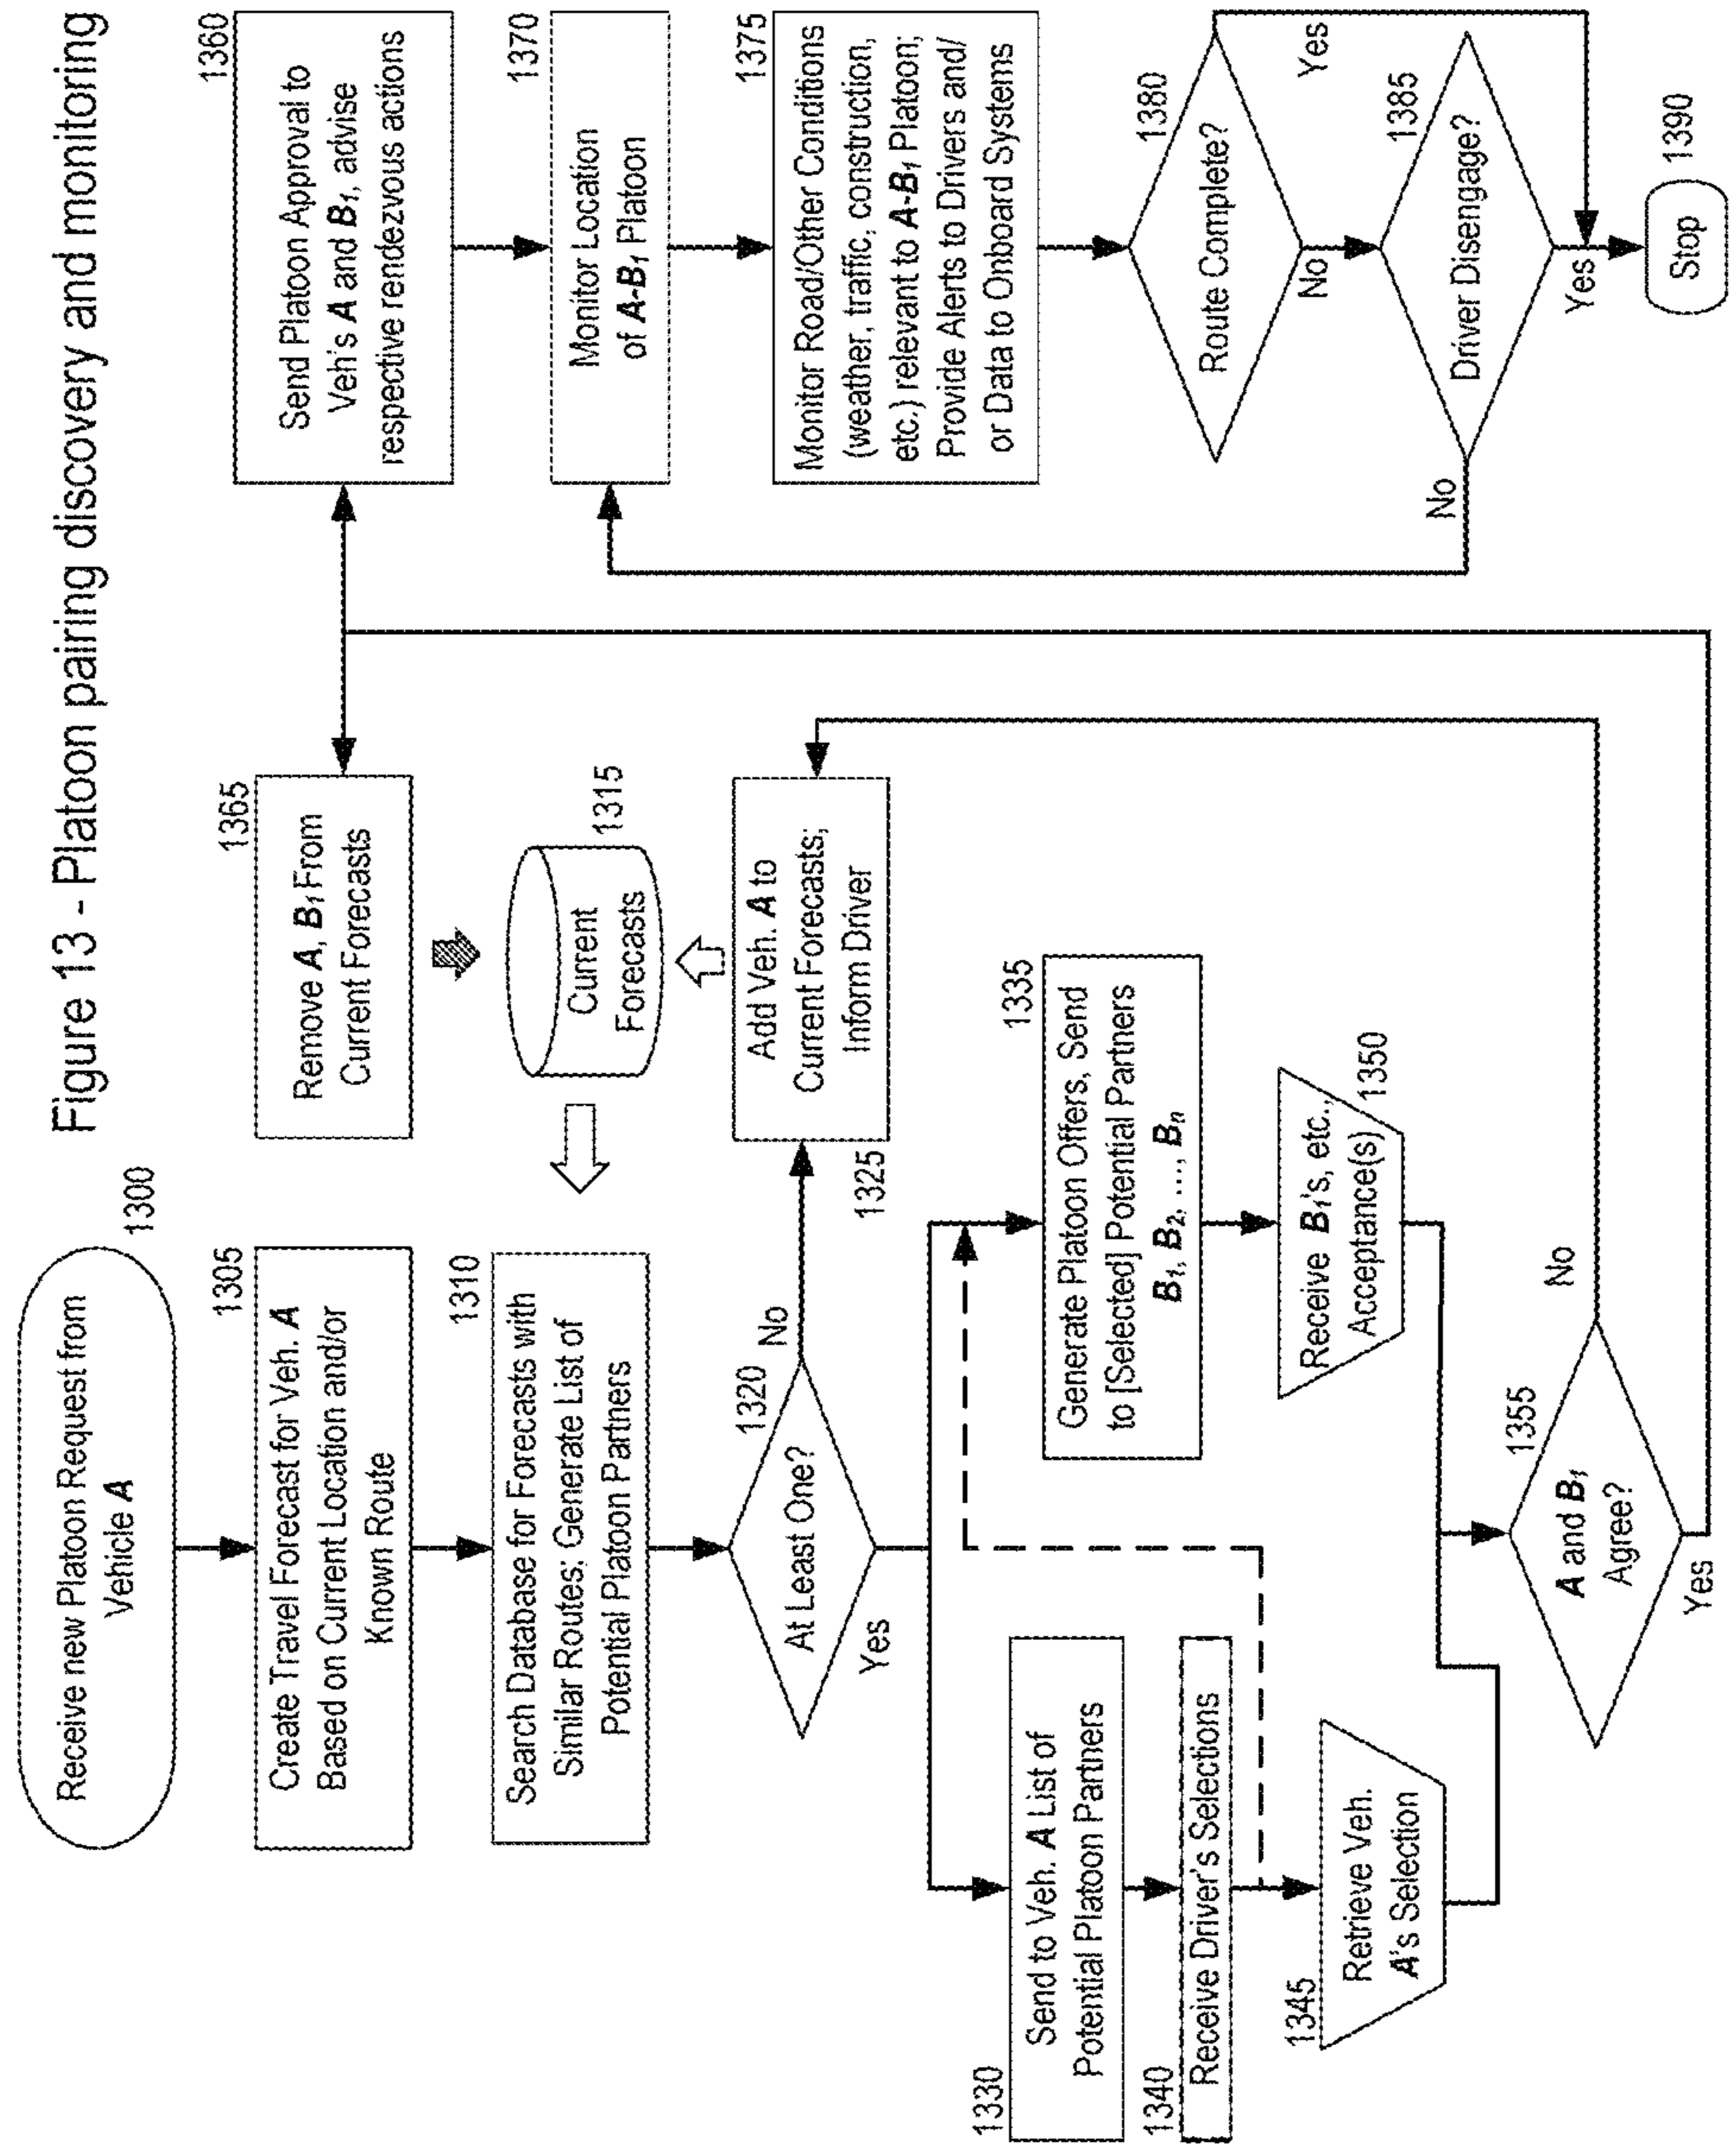 Figure 13 - Platoon pairing discovery and monitoring
1300
Receive new Platoon Request from
Vehicle A
1305
Create Travel Forecast for Veh. A
Based on Current Location and/or
Known Route
1310
Search Database for Forecasts with
Similar Routes; Generate List of
Potential Platoon Partners
1320
At Least One?
No
Yes
1365
Remove A, B1 From
Current Forecasts
1315
Current
Forecasts
Add Veh. A to
Current Forecasts;
Inform Driver
1325
1330
Send to Veh. A List of
Potential Platoon Partners
1340
Receive Driver's Selections
1345
Retrieve Veh.
A's Selection
1335
Generate Platoon Offers, Send
to [Selected] Potential Partners
B1, B2, ...., Bn
Receive B1's, etc.,
Acceptance(s)
1350
1355
A and B1
Agree?
No
Yes
1360
Send Platoon Approval to
Veh's A and B1, advise
respective rendezvous actions
1370
Monitor Location
of A-B1 Platoon
1375
Monitor Road/Other Conditions
(weather, traffic, construction,
etc.) relevant to A-B1 Platoon;
Provide Alerts to Drivers and/
or Data to Onboard Systems
1380
Route Complete?
Yes
No
1385
Driver Disengage?
No
Yes
1390
Stop